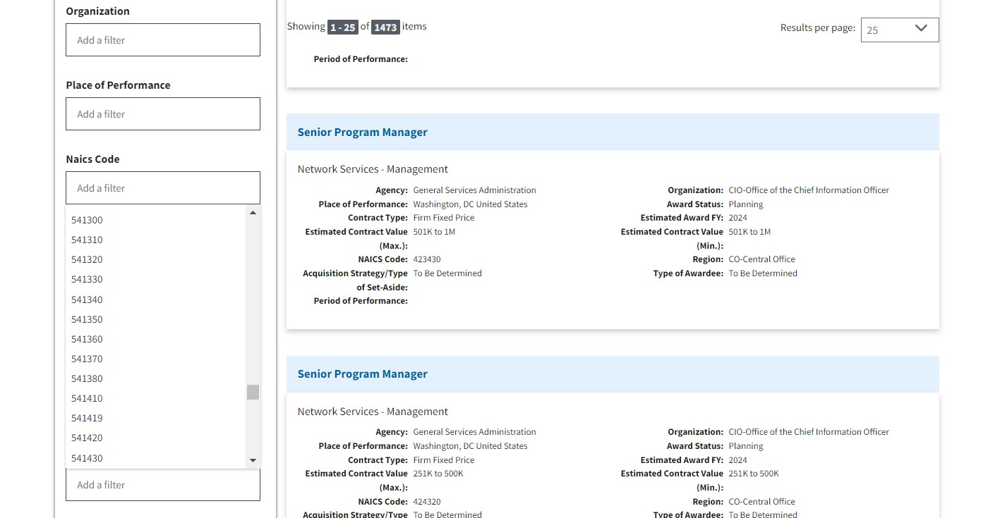 Organization
Add a filter
Place of Performance
Add a filter
Naics Code
Add a filter
541300
541310
541320
541330
541340
541350
541360
541370
541380
541410
541419
541420
541430
Add a filter
Showing 1 - 25 of 1473 items
Results per page: 25
Period of Performance:
Senior Program Manager
Network Services - Management
Agency: General Services Administration
Organization: CIO-Office of the Chief Information Officer
Place of Performance: Washington, DC United States
Award Status: Planning
Contract Type: Firm Fixed Price
Estimated Award FY: 2024
Estimated Contract Value 501K to 1M
(Max.):
Estimated Contract Value 501K to 1M
(Min.):
NAICS Code: 423430
Region: CO-Central Office
Acquisition Strategy/Type To Be Determined
of Set-Aside:
Type of Awardee: To Be Determined
Period of Performance:
Senior Program Manager
Network Services - Management
Agency: General Services Administration
Organization: CIO-Office of the Chief Information Officer
Place of Performance: Washington, DC United States
Award Status: Planning
Contract Type: Firm Fixed Price
Estimated Award FY: 2024
Estimated Contract Value 251K to 500K
(Max.):
Estimated Contract Value 251K to 500K
(Min.):
NAICS Code: 424320
Region: CO-Central Office
Acquisition Strategy/Type To Be Determined
Type of Awardee: To Be Determined